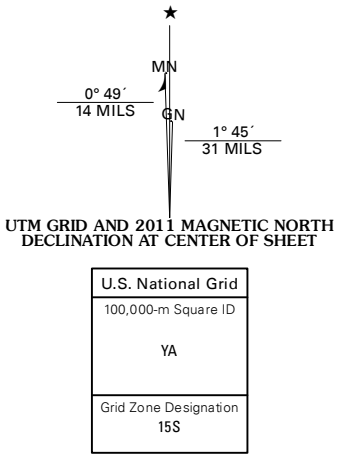 ★
MN
0° 49´
14 MILS
GN
1° 45´
31 MILS
UTM GRID AND 2011 MAGNETIC NORTH
DECLINATION AT CENTER OF SHEET
U.S. National Grid
100,000-m Square ID
YA
Grid Zone Designation
15S